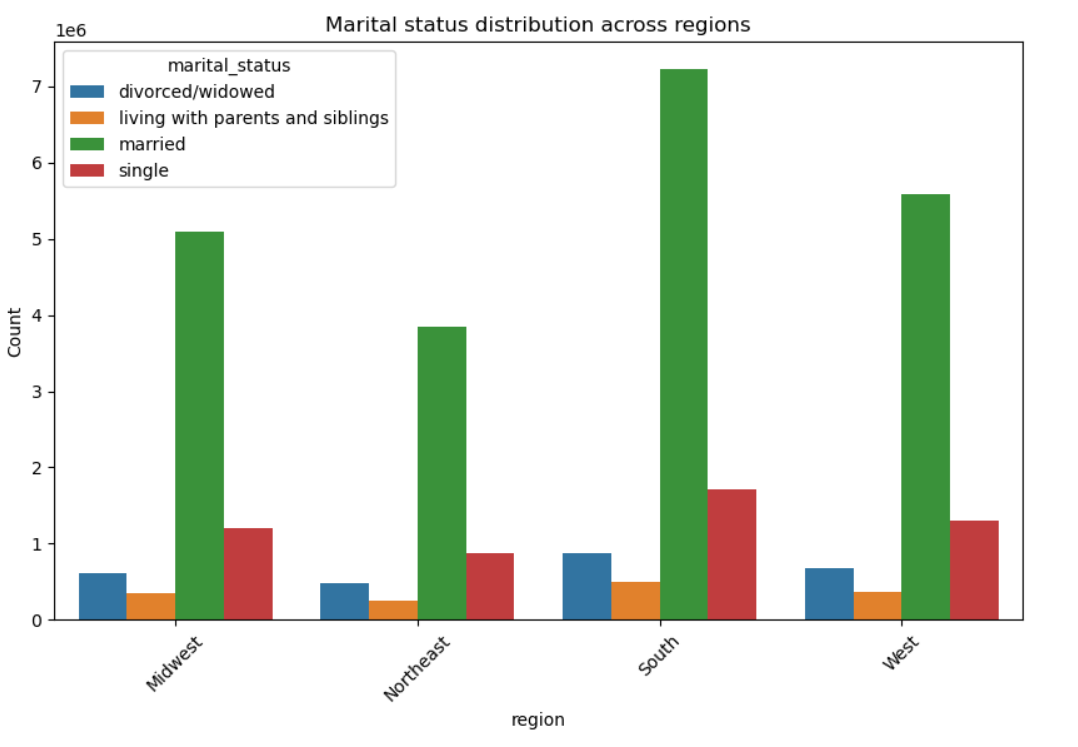 Marital status distribution across regions
1e6
marital_status
divorced/widowed
living with parents and siblings
married
single
7
6
5
4
3
2
1
0
Count
Midwest
Northeast
South
West
region